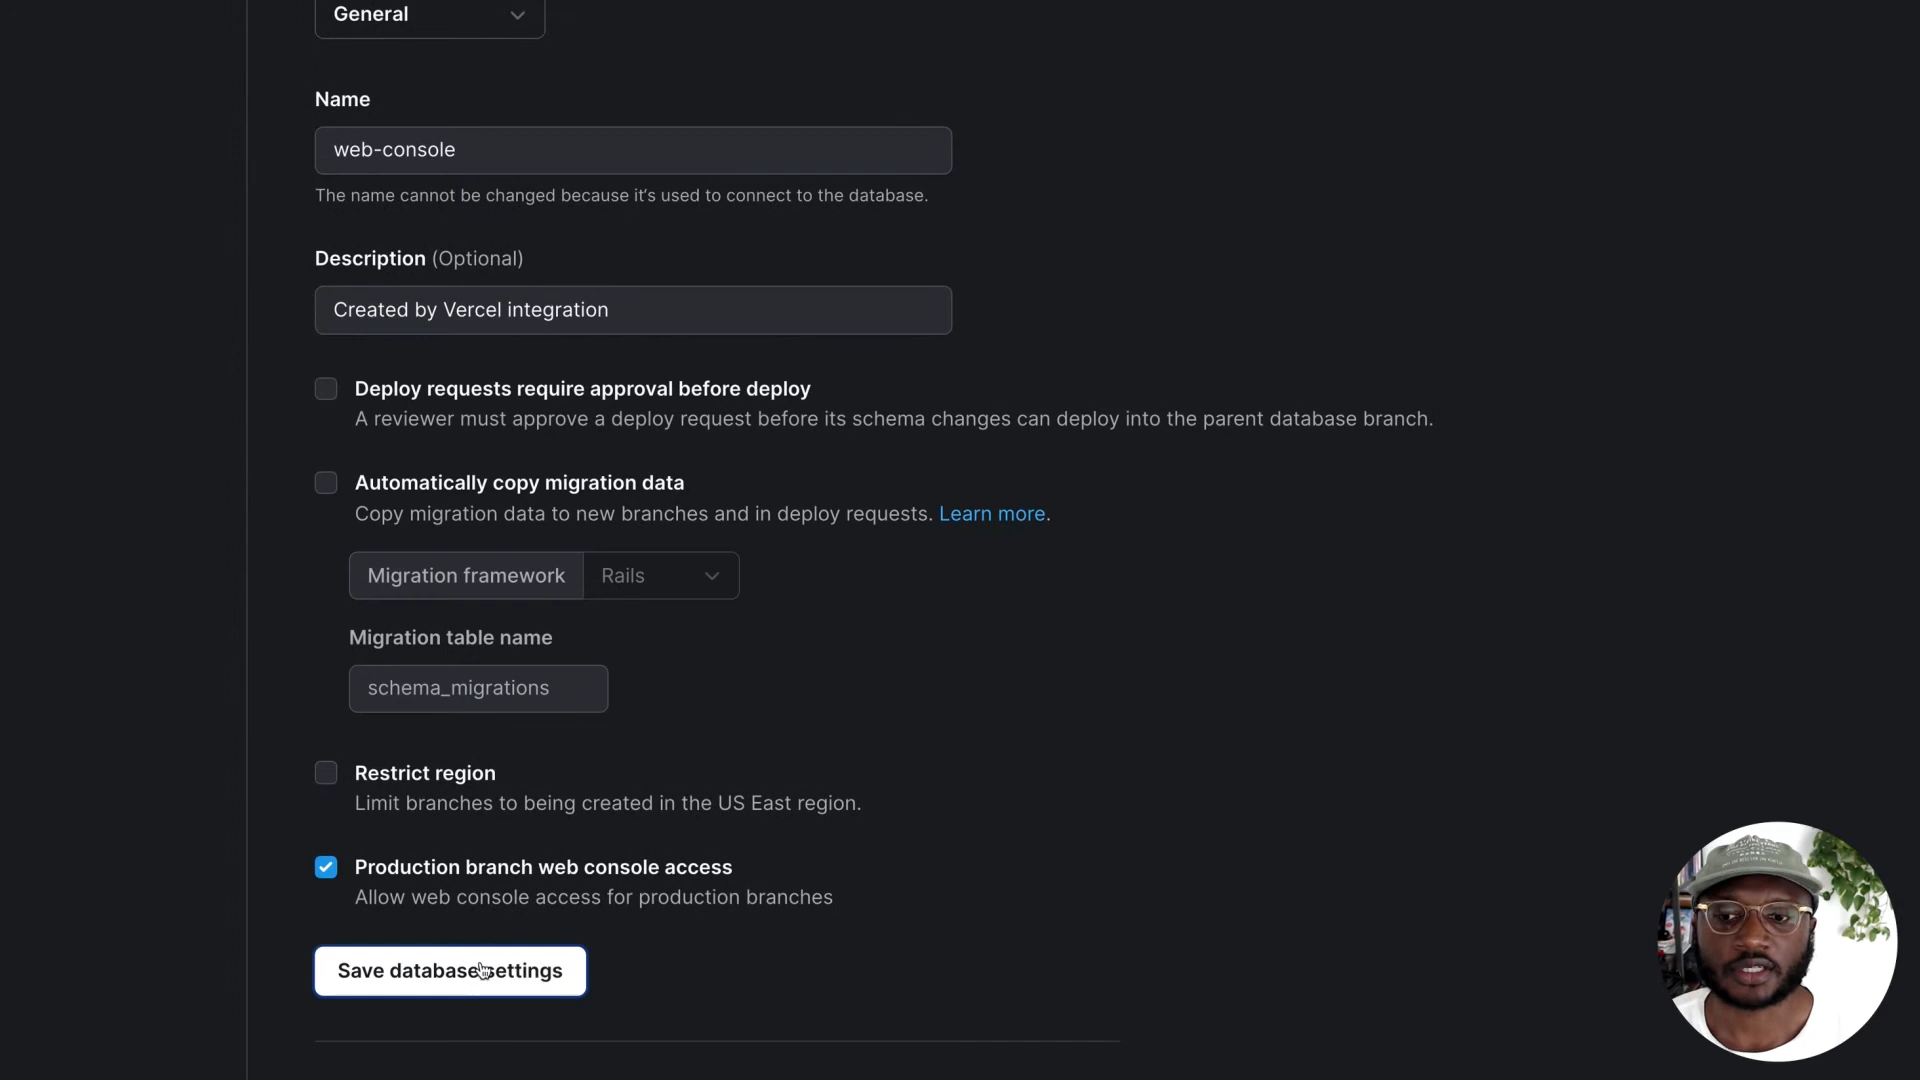 General
Name
web-console
The name cannot be changed because it's used to connect to the database.
Description (Optional)
Created by Vercel integration
Deploy requests require approval before deploy
A reviewer must approve a deploy request before its schema changes can deploy into the parent database branch.
Automatically copy migration data
Copy migration data to new branches and in deploy requests. Learn more.
Migration framework Rails
Migration table name
schema_migrations
Restrict region
Limit branches to being created in the US East region.
Production branch web console access
Allow web console access for production branches
Save database settings